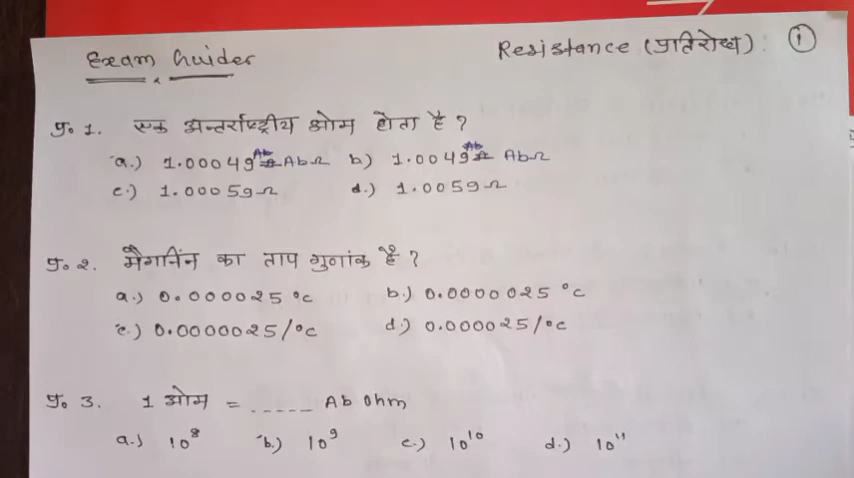 Exam Guider Resistance (प्रतिरोध) : 1
प्र० 1. एक अन्तर्राष्ट्रीय ओम होता है ?
a.) 1.00049 Ab Ab Ω b) 1.0049 Ab Ab Ω
c.) 1.00059 Ω d.) 1.0059 Ω
प्र० 2. मैगनिंन का ताप गुणांक है ?
a.) 0.000025 °C b.) 0.0000025 °C
c.) 0.0000025/°C d.) 0.000025/°C
प्र० 3. 1 ओम = ----- Ab Ohm
a.) 10⁸ b.) 10⁹ c.) 10¹⁰ d.) 10¹¹